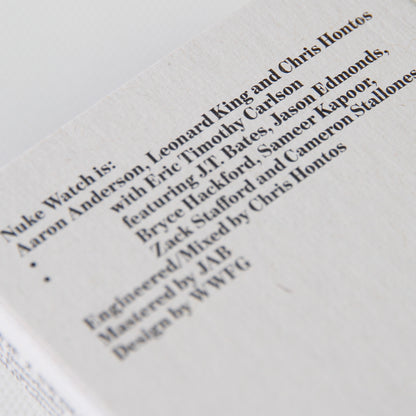 Nuke Watch is:
Aaron Anderson, Leonard King and Chris Hontos
• with Eric Timothy Carlson
• featuring J.T. Bates, Jason Edmonds,
Bryce Hackford, Sameer Kapoor,
Zack Stafford and Cameron Stallones
Engineered/Mixed by Chris Hontos
Mastered by JAB
Design by WWFG